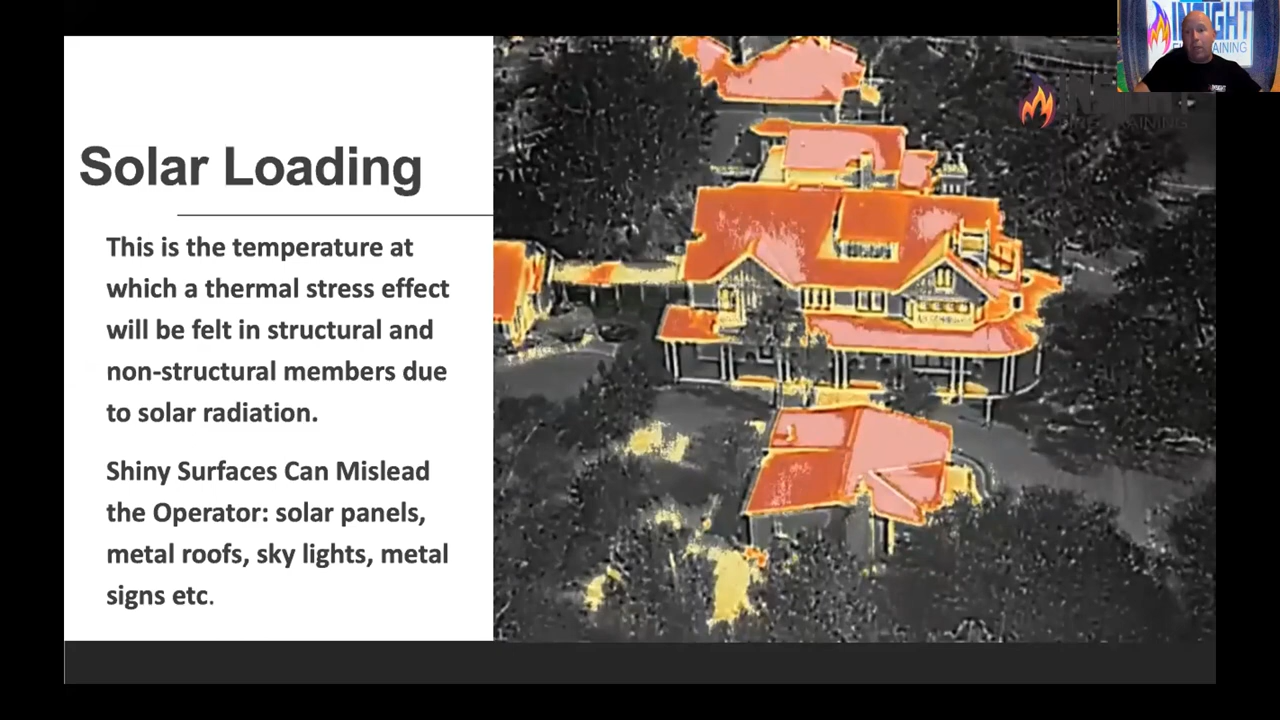 INSIGHT
Solar Loading
This is the temperature at
which a thermal stress effect
will be felt in structural and
non-structural members due
to solar radiation.
Shiny Surfaces Can Mislead
the Operator: solar panels,
metal roofs, sky lights, metal
signs etc.